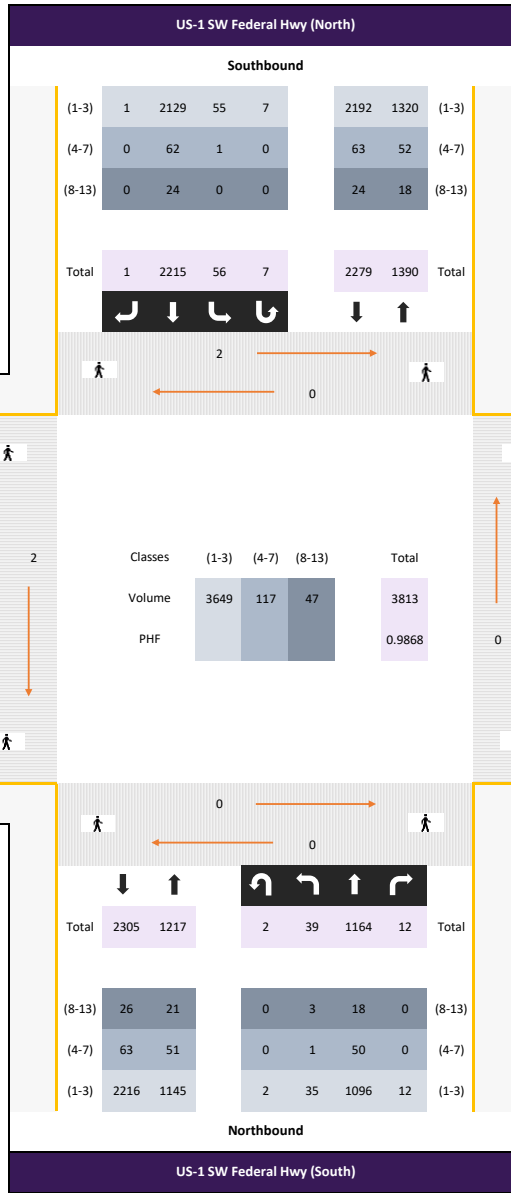 US-1 SW Federal Hwy (North)
Southbound
(1-3) 1 2129 55 7 2192 1320 (1-3)
(4-7) 0 62 1 0 63 52 (4-7)
(8-13) 0 24 0 0 24 18 (8-13)
Total 1 2215 56 7 2279 1390 Total
2
0
2
Classes (1-3) (4-7) (8-13) Total
Volume 3649 117 47 3813
PHF 0.9868
0
0
0
Total 2305 1217 2 39 1164 12 Total
(8-13) 26 21 0 3 18 0 (8-13)
(4-7) 63 51 0 1 50 0 (4-7)
(1-3) 2216 1145 2 35 1096 12 (1-3)
Northbound
US-1 SW Federal Hwy (South)